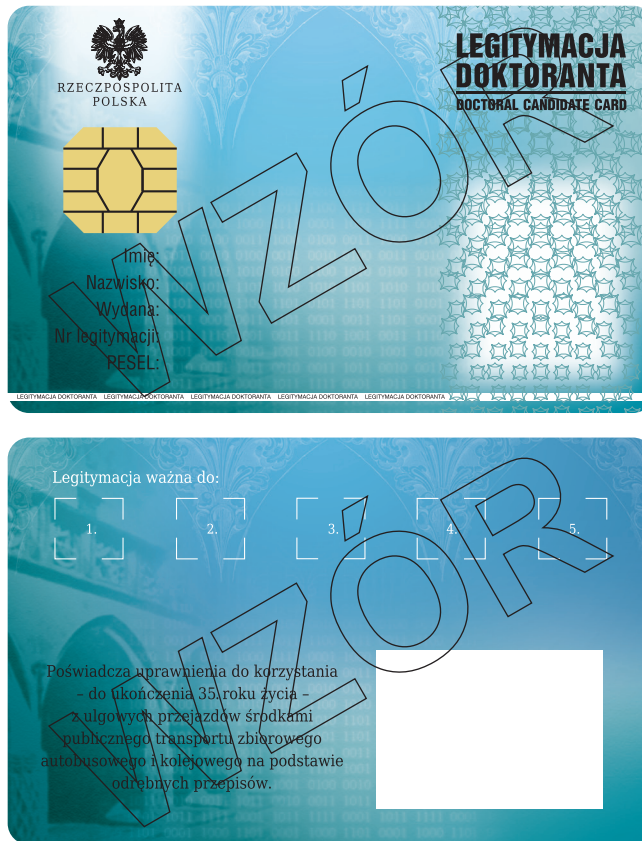 RZECZPOSPOLITA
POLSKA
LEGITYMACJA
DOKTORANTA
DOCTORAL CANDIDATE CARD
WZÓR
Imię:
Nazwisko:
Wydana:
Nr legitymacji:
PESEL:
LEGITYMACJA DOKTORANTA LEGITYMACJA DOKTORANTA LEGITYMACJA DOKTORANTA LEGITYMACJA DOKTORANTA LEGITYMACJA DOKTORANTA
Legitymacja ważna do:
1. 2. 3. 4. 5.
WZÓR
Poświadcza uprawnienia do korzystania
– do ukończenia 35. roku życia –
z ulgowych przejazdów środkami
publicznego transportu zbiorowego
autobusowego i kolejowego na podstawie
odrębnych przepisów.